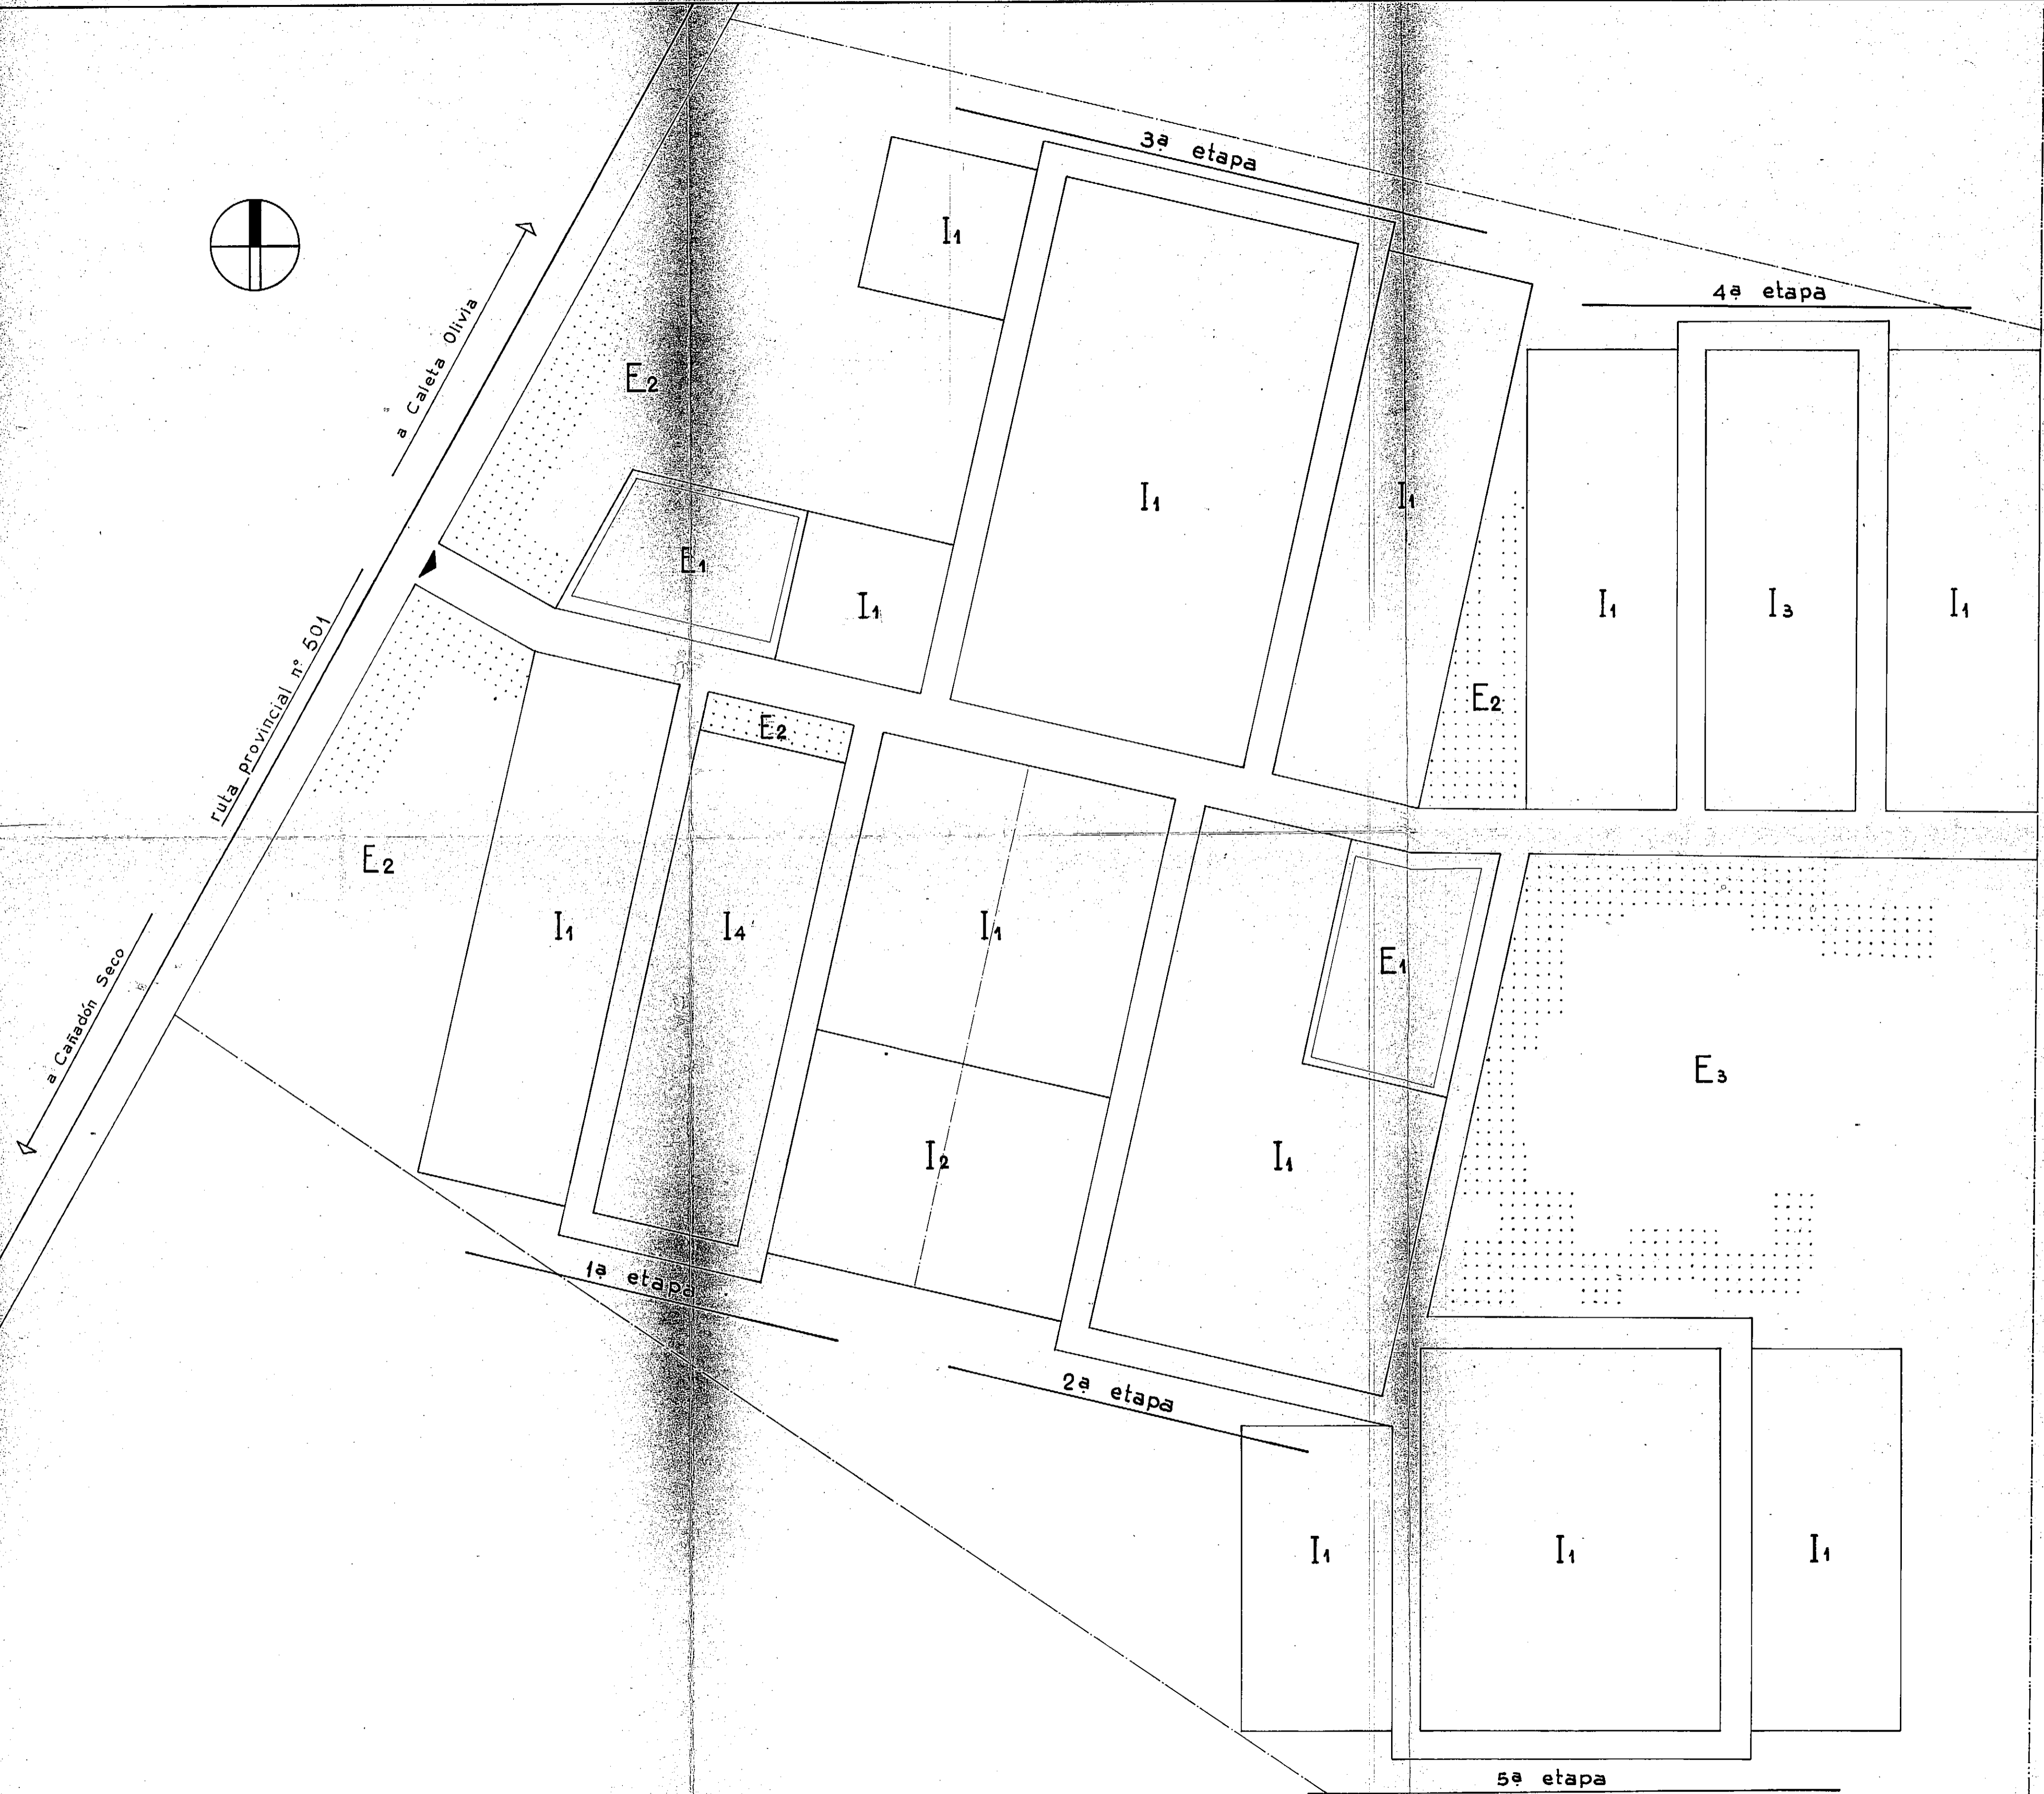 3ª etapa
I1
4ª etapa
a Caleta Olivia
E2
I1
I1
E1
I1
I1
I3
I1
ruta provincial nº 501
E2
E2
E2
I1
I4
I1
E1
a Cañadón Seco
E3
I2
I1
1ª etapa
2ª etapa
I1
I1
I1
5ª etapa